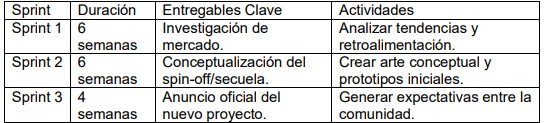 Sprint Duración Entregables Clave Actividades
Sprint 1 6 semanas Investigación de mercado. Analizar tendencias y retroalimentación.
Sprint 2 6 semanas Conceptualización del spin-off/secuela. Crear arte conceptual y prototipos iniciales.
Sprint 3 4 semanas Anuncio oficial del nuevo proyecto. Generar expectativas entre la comunidad.